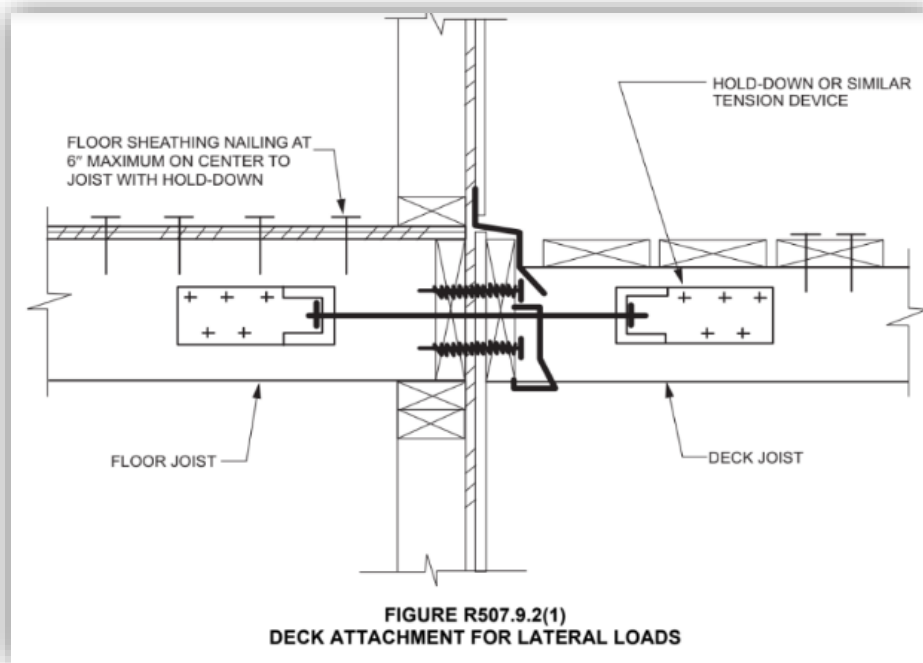 HOLD-DOWN OR SIMILAR
TENSION DEVICE
FLOOR SHEATHING NAILING AT
6" MAXIMUM ON CENTER TO
JOIST WITH HOLD-DOWN
FLOOR JOIST
DECK JOIST
FIGURE R507.9.2(1)
DECK ATTACHMENT FOR LATERAL LOADS